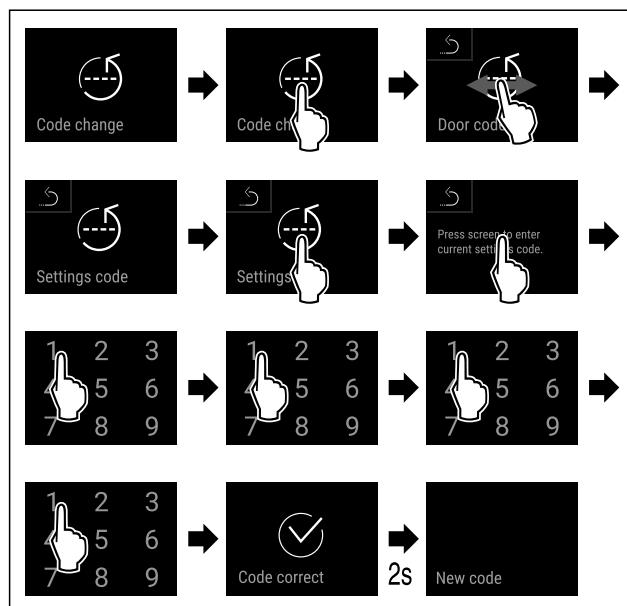 Code change
Code ch
Door cod
Settings code
Settings
Press screen to enter
current settings code.
1 2 3
5 6
7 8 9
1 2 3
5 6
7 8 9
1 2 3
5 6
7 8 9
1 2 3
5 6
7 8 9
Code correct
2s
New code